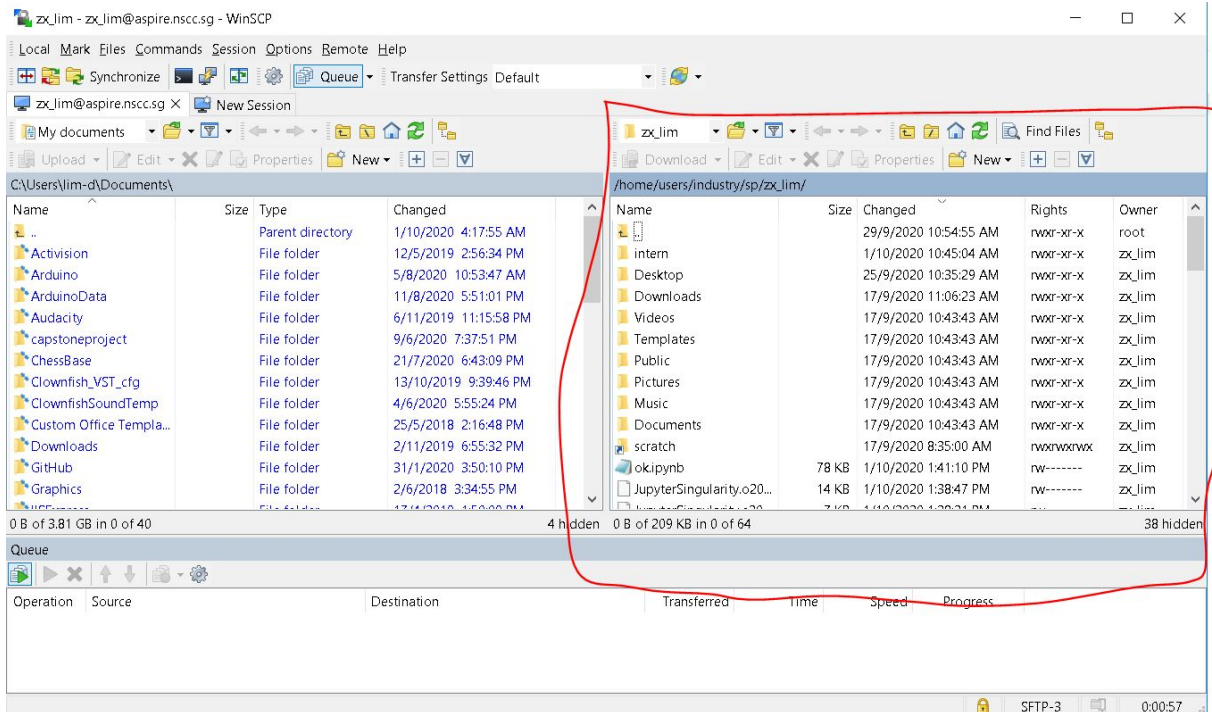 zx_lim - zx_lim@aspire.nscc.sg - WinSCP
Local Mark Files Commands Session Options Remote Help
Synchronize Queue Transfer Settings Default
zx_lim@aspire.nscc.sg New Session
My documents zx_lim Find Files
Upload Edit Properties New Download Edit Properties New
C:\Users\lim-d\Documents\ /home/users/industry/sp/zx_lim/
Name Size Type Changed Name Size Changed Rights Owner
.. Parent directory 1/10/2020 4:17:55 AM .. 29/9/2020 10:54:55 AM rwxr-xr-x root
Activision File folder 12/5/2019 2:56:34 PM intern 1/10/2020 10:45:04 AM rwxr-xr-x zx_lim
Arduino File folder 5/8/2020 10:53:47 AM Desktop 25/9/2020 10:35:29 AM rwxr-xr-x zx_lim
ArduinoData File folder 11/8/2020 5:51:01 PM Downloads 17/9/2020 11:06:23 AM rwxr-xr-x zx_lim
Audacity File folder 6/11/2019 11:15:58 PM Videos 17/9/2020 10:43:43 AM rwxr-xr-x zx_lim
capstoneproject File folder 9/6/2020 7:37:51 PM Templates 17/9/2020 10:43:43 AM rwxr-xr-x zx_lim
ChessBase File folder 21/7/2020 6:43:09 PM Public 17/9/2020 10:43:43 AM rwxr-xr-x zx_lim
Clownfish_VST_cfg File folder 13/10/2019 9:39:46 PM Pictures 17/9/2020 10:43:43 AM rwxr-xr-x zx_lim
ClownfishSoundTemp File folder 4/6/2020 5:55:24 PM Music 17/9/2020 10:43:43 AM rwxr-xr-x zx_lim
Custom Office Templa... File folder 25/5/2018 2:16:48 PM Documents 17/9/2020 10:43:43 AM rwxr-xr-x zx_lim
Downloads File folder 2/11/2019 6:55:32 PM scratch 17/9/2020 8:35:00 AM rwxrwxrwx zx_lim
GitHub File folder 31/1/2020 3:50:10 PM ok.ipynb 78 KB 1/10/2020 1:41:10 PM rw------- zx_lim
Graphics File folder 2/6/2018 3:34:55 PM JupyterSingularity.o20... 14 KB 1/10/2020 1:38:47 PM rw------- zx_lim
0 B of 3.81 GB in 0 of 40 4 hidden 0 B of 209 KB in 0 of 64 38 hidden
Queue
Operation Source Destination Transferred Time Speed Progress
SFTP-3 0:00:57